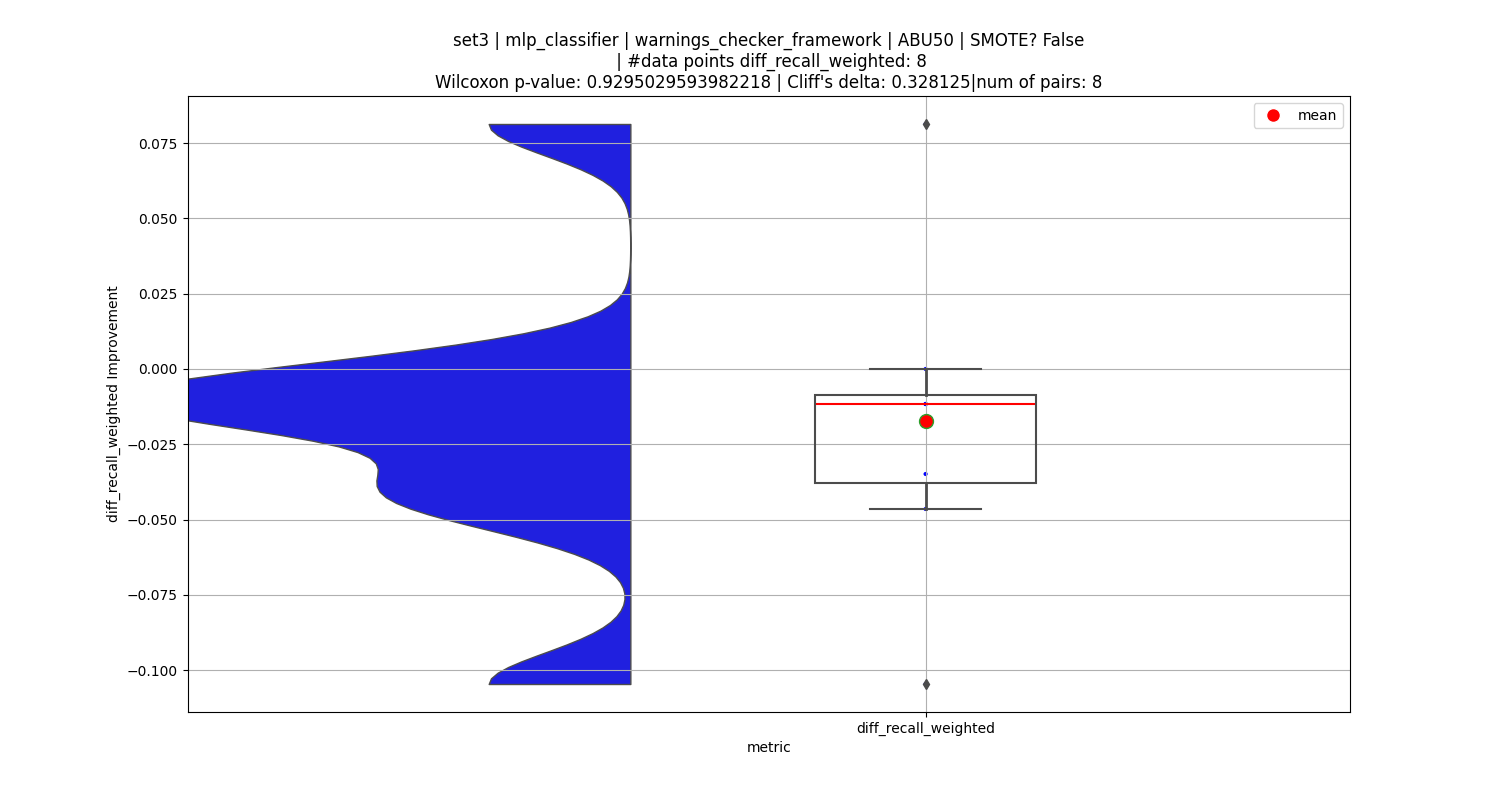 set3 | mlp_classifier | warnings_checker_framework | ABU50 | SMOTE? False
| #data points diff_recall_weighted: 8
Wilcoxon p-value: 0.9295029593982218 | Cliff's delta: 0.328125|num of pairs: 8
mean
0.075
0.050
0.025
0.000
−0.025
−0.050
−0.075
−0.100
diff_recall_weighted Improvement
diff_recall_weighted
metric